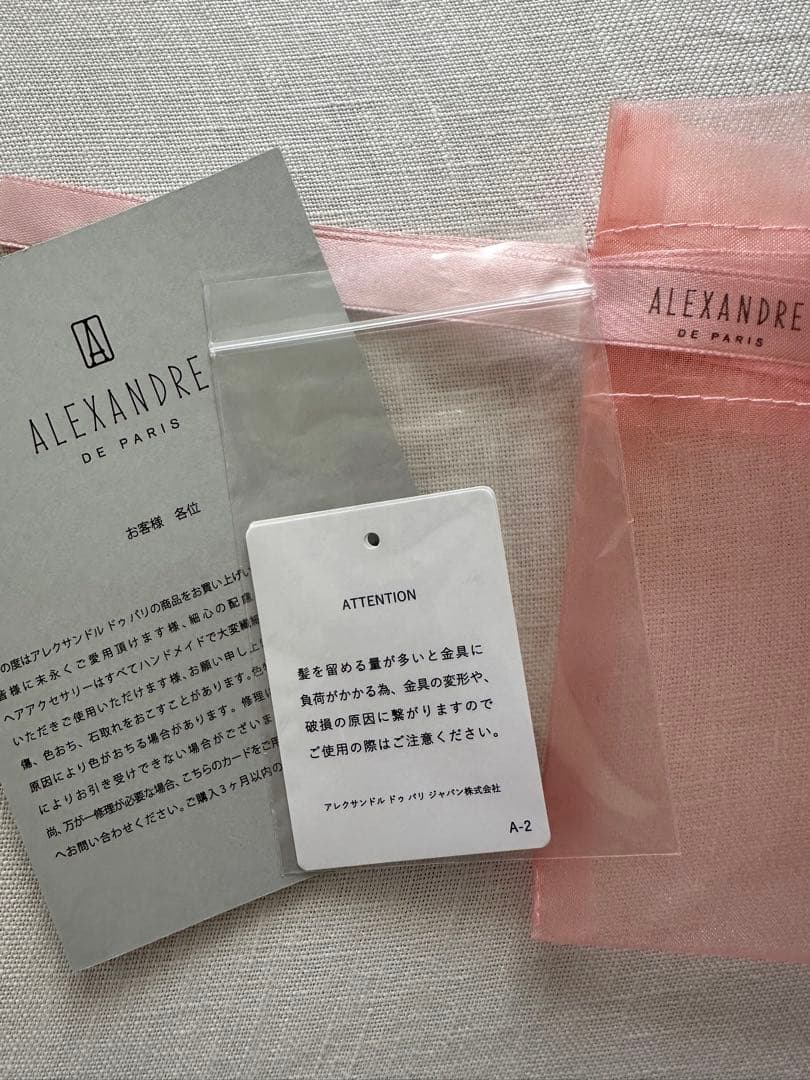 A
ALEXANDRE
DE PARIS
お客様 各位
の度はアレクサンドル ドゥ パリの商品をお買い上げい
皆様に末永くご愛用頂けます様、細心の配慮
ヘアアクセサリーはすべてハンドメイドで大変繊細
いただきご使用いただけます様、お願い申し上
傷、色おち、石取れをおこすことがあります。色
原因により色がおちる場合があります。修理に
によりお引き受けできない場合がございま
尚、万が一修理が必要な場合、こちらのカードをご用
へお問い合わせください。ご購入3ヶ月以内の
ATTENTION
髪を留める量が多いと金具に
負荷がかかる為、金具の変形や、
破損の原因に繋がりますので
ご使用の際はご注意ください。
アレクサンドル ドゥ パリ ジャパン株式会社
A-2
ALEXANDRE
DE PARIS